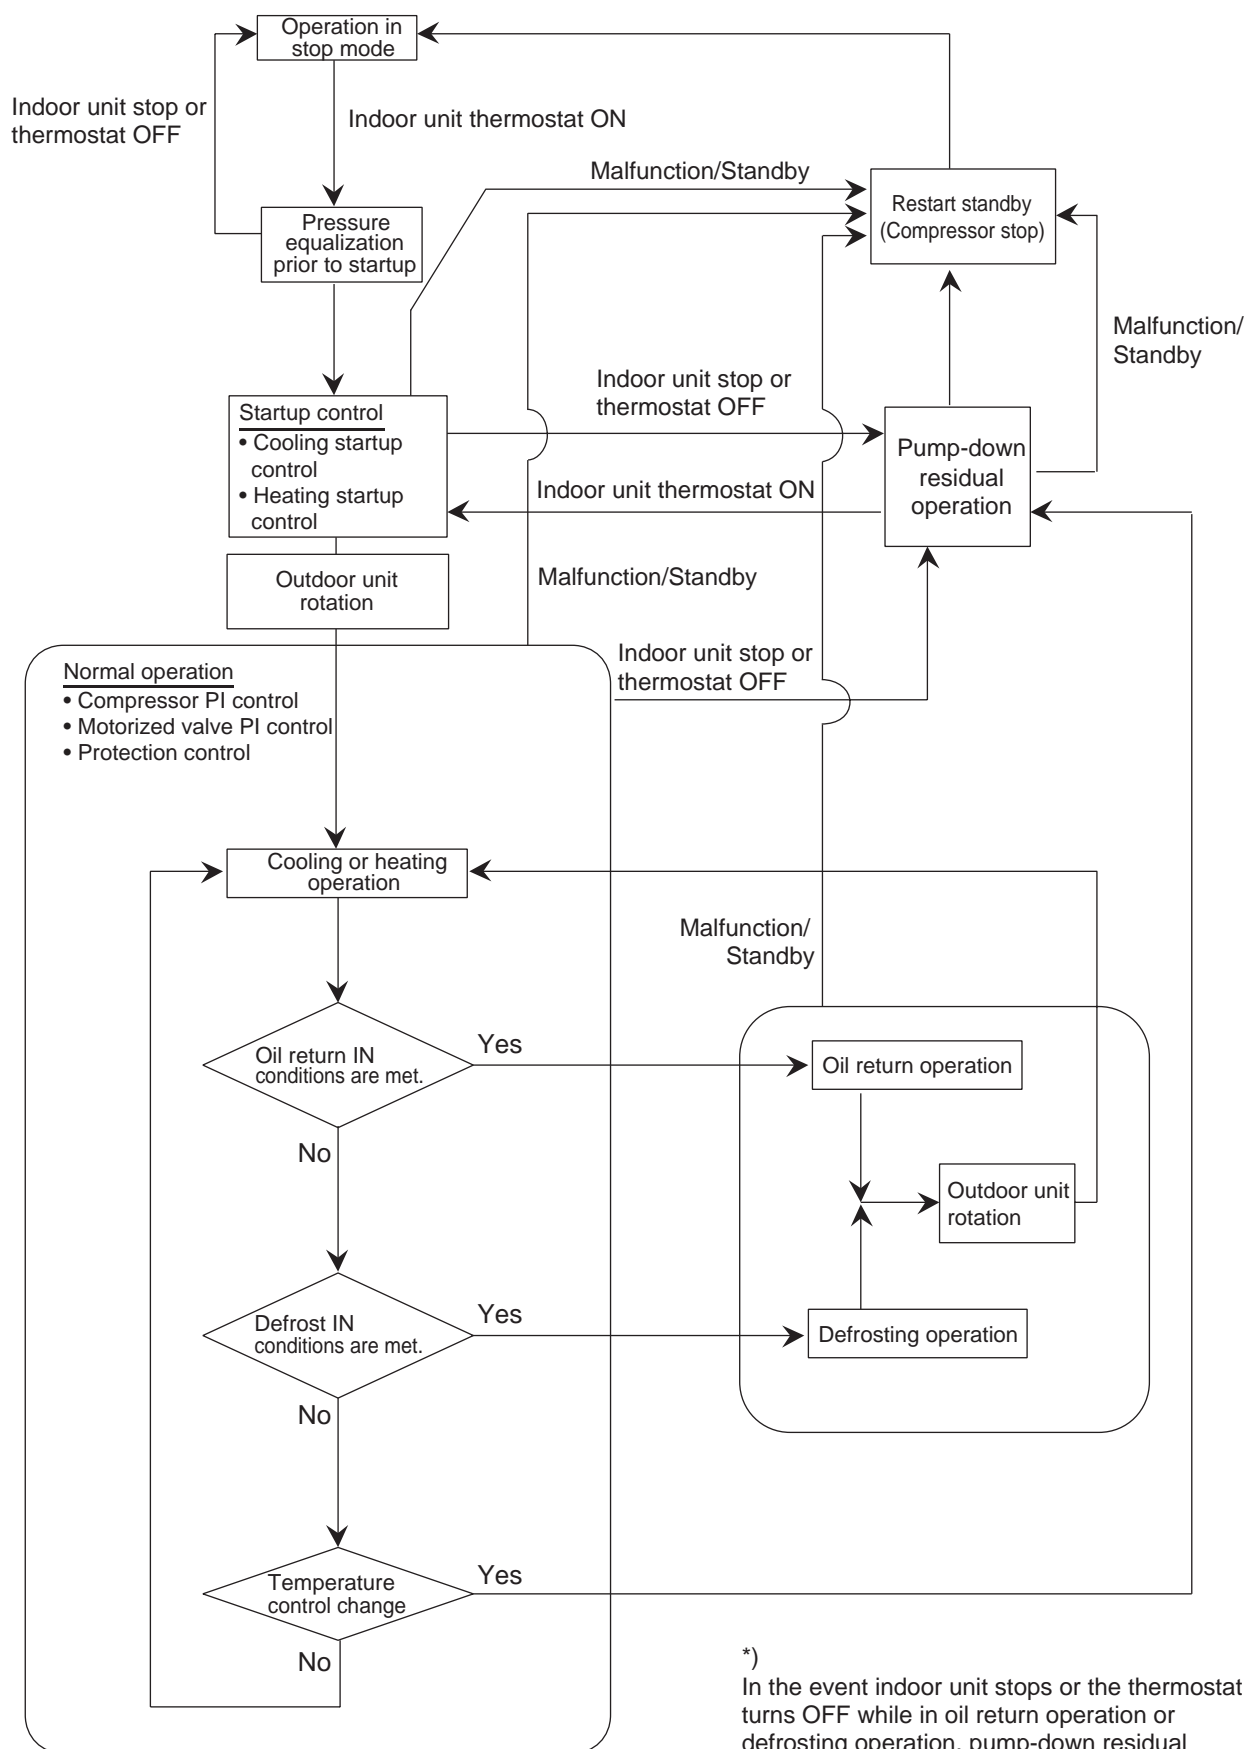 Operation in
stop mode
Indoor unit stop or
thermostat OFF
Indoor unit thermostat ON
Malfunction/Standby
Restart standby
(Compressor stop)
Pressure
equalization
prior to startup
Malfunction/
Standby
Indoor unit stop or
thermostat OFF
Startup control
• Cooling startup
control
• Heating startup
control
Pump-down
residual
operation
Indoor unit thermostat ON
Outdoor unit
rotation
Malfunction/Standby
Indoor unit stop or
thermostat OFF
Normal operation
• Compressor PI control
• Motorized valve PI control
• Protection control
Cooling or heating
operation
Malfunction/
Standby
Oil return IN
conditions are met.
Yes
Oil return operation
No
Outdoor unit
rotation
Defrost IN
conditions are met.
Yes
Defrosting operation
No
Temperature
control change
Yes
No
*)
In the event indoor unit stops or the thermostat
turns OFF while in oil return operation or
defrosting operation, pump-down residual